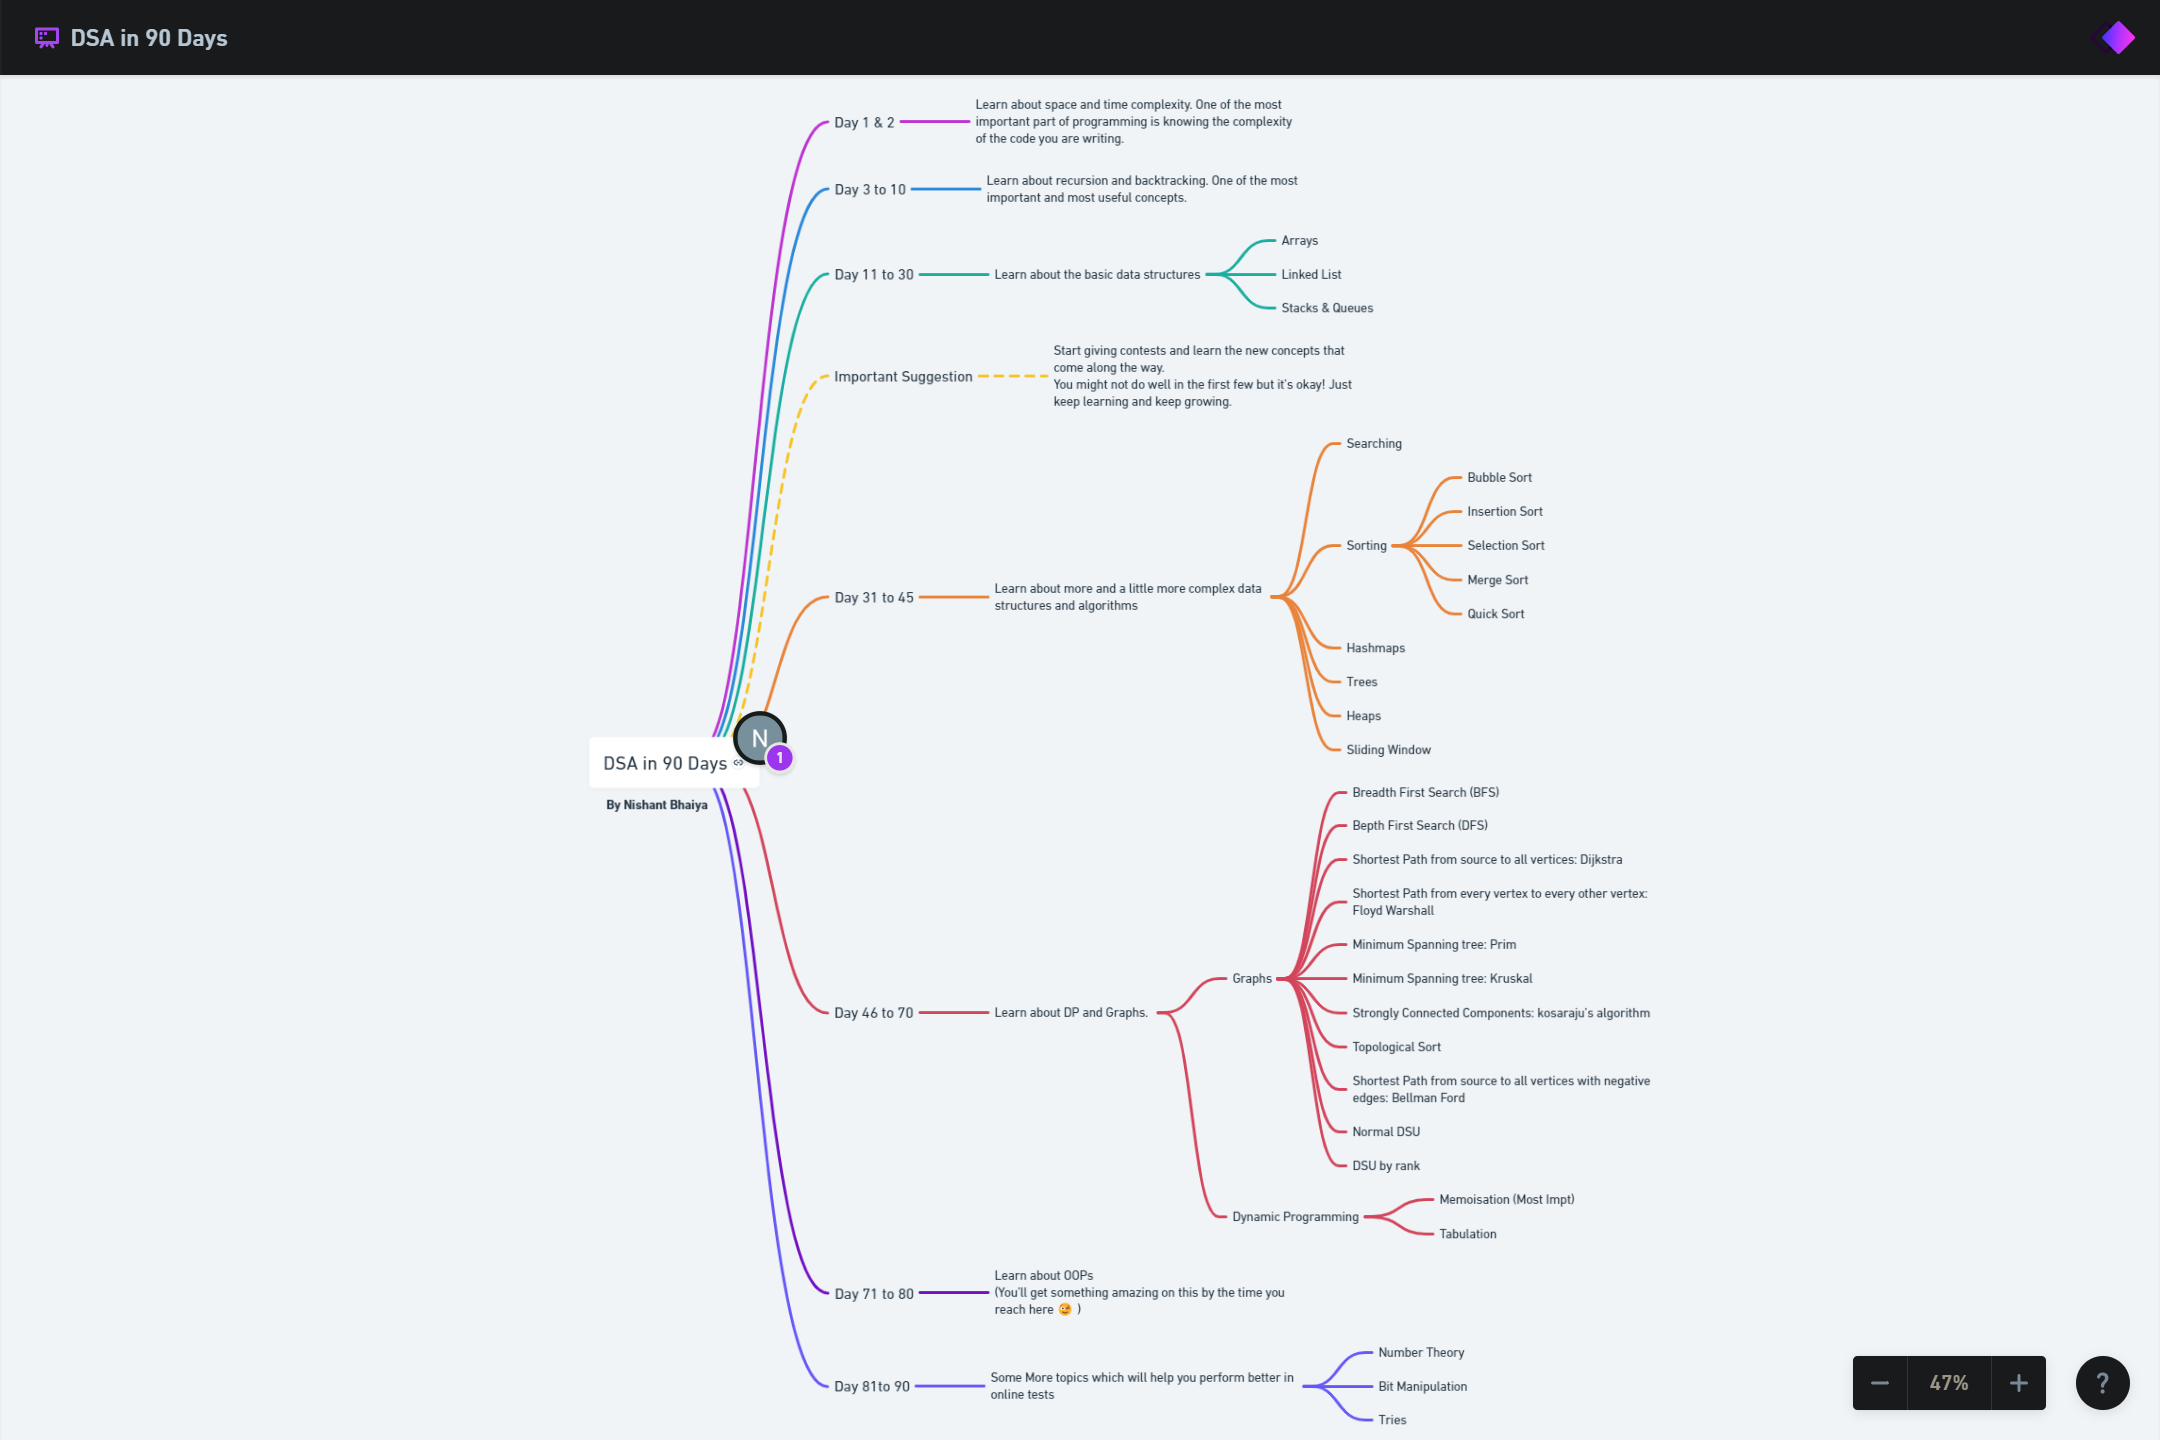 DSA in 90 Days
Day 1 & 2
Learn about space and time complexity. One of the most
important part of programming is knowing the complexity
of the code you are writing.
Day 3 to 10
Learn about recursion and backtracking. One of the most
important and most useful concepts.
Day 11 to 30
Learn about the basic data structures
Arrays
Linked List
Stacks & Queues
Important Suggestion
Start giving contests and learn the new concepts that
come along the way.
You might not do well in the first few but it's okay! Just
keep learning and keep growing.
Day 31 to 45
Learn about more and a little more complex data
structures and algorithms
Searching
Sorting
Bubble Sort
Insertion Sort
Selection Sort
Merge Sort
Quick Sort
Hashmaps
Trees
Heaps
Sliding Window
DSA in 90 Days
N
1
By Nishant Bhaiya
Day 46 to 70
Learn about DP and Graphs.
Graphs
Breadth First Search (BFS)
Bepth First Search (DFS)
Shortest Path from source to all vertices: Dijkstra
Shortest Path from every vertex to every other vertex:
Floyd Warshall
Minimum Spanning tree: Prim
Minimum Spanning tree: Kruskal
Strongly Connected Components: kosaraju's algorithm
Topological Sort
Shortest Path from source to all vertices with negative
edges: Bellman Ford
Normal DSU
DSU by rank
Dynamic Programming
Memoisation (Most Impt)
Tabulation
Day 71 to 80
Learn about OOPs
(You'll get something amazing on this by the time you
reach here 😉 )
Day 81to 90
Some More topics which will help you perform better in
online tests
Number Theory
Bit Manipulation
Tries
− 47% +
?